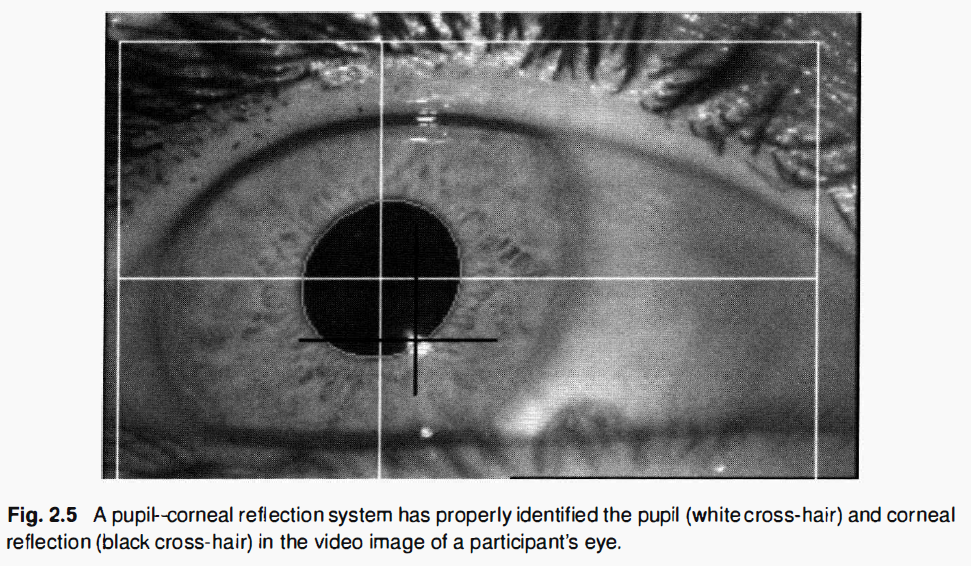 Fig. 2.5 A pupil--corneal reflection system has properly identified the pupil (white cross-hair) and corneal
reflection (black cross-hair) in the video image of a participant's eye.